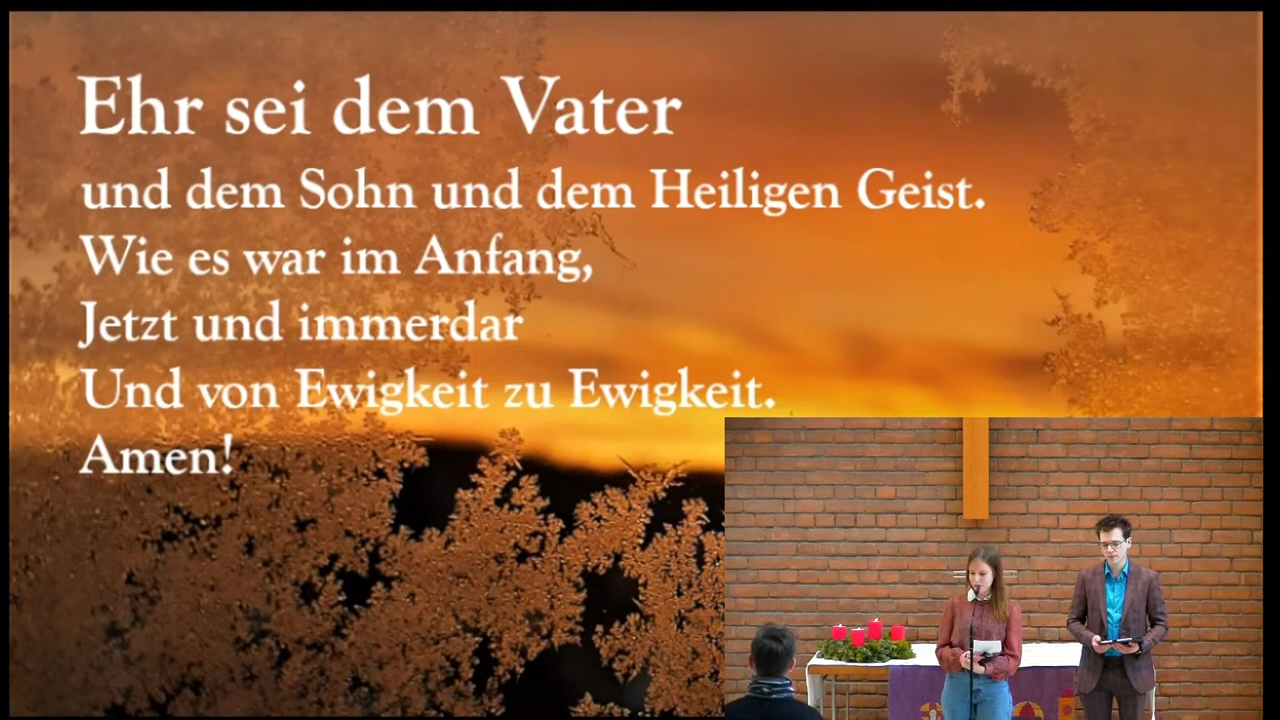 Ehr sei dem Vater
und dem Sohn und dem Heiligen Geist.
Wie es war im Anfang,
Jetzt und immerdar
Und von Ewigkeit zu Ewigkeit.
Amen!